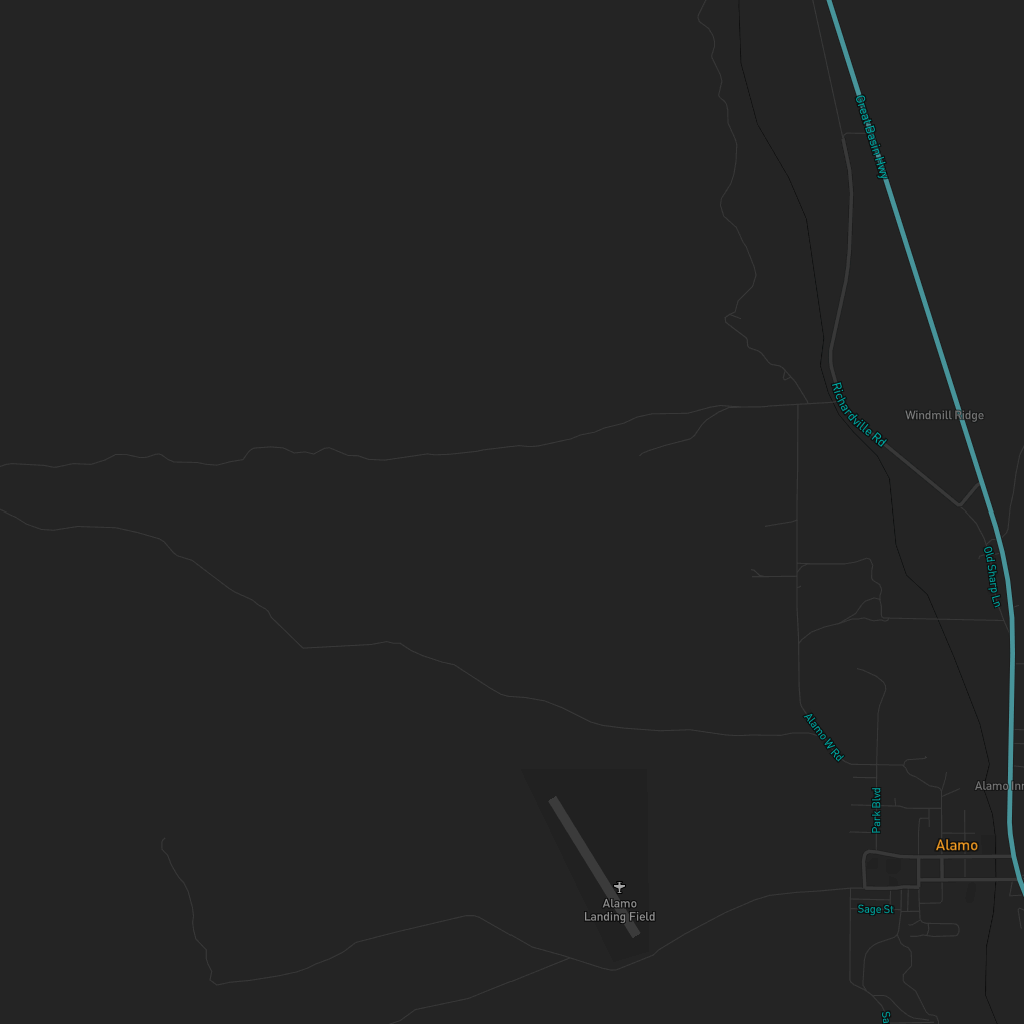 Great Basin Hwy
Richardville Rd
Windmill Ridge
Old Sharp Ln
Alamo W Rd
Alamo Inn
Park Blvd
Alamo
Alamo
Landing Field
Sage St
Sa